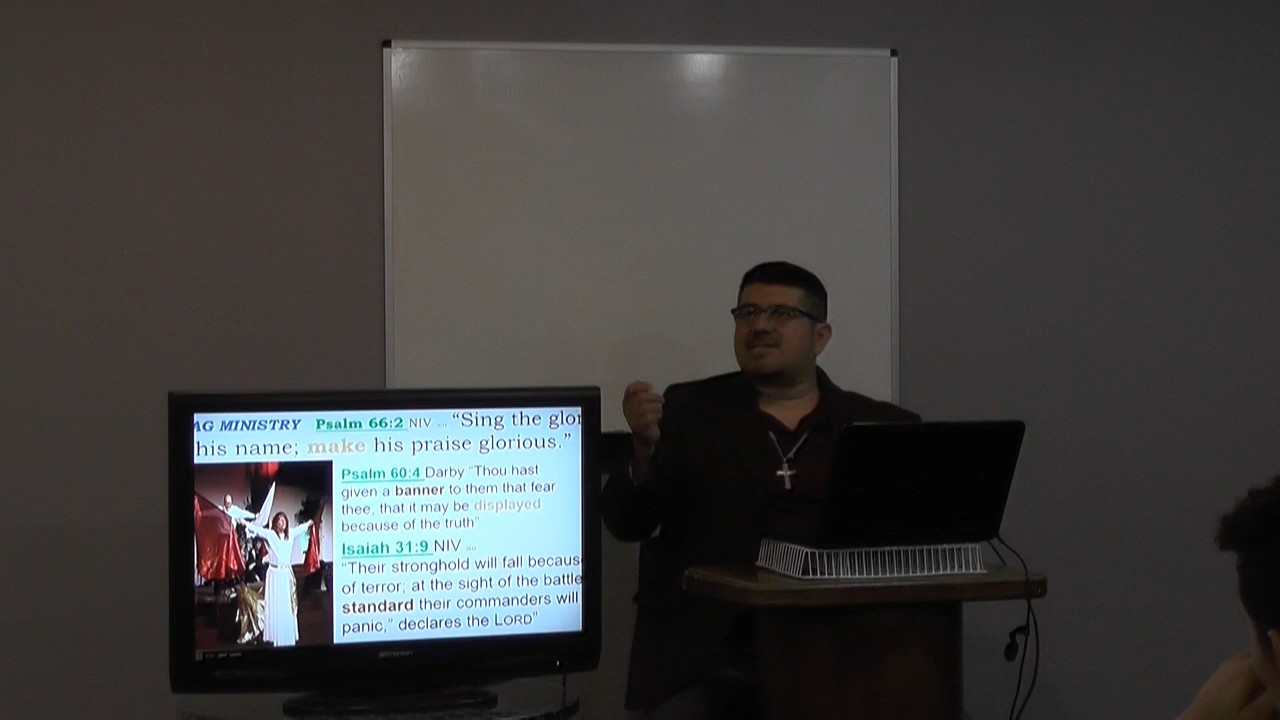 AG MINISTRY Psalm 66:2 NIV .... “Sing the glor
his name; make his praise glorious.”
Psalm 60:4 Darby “Thou hast
given a banner to them that fear
thee, that it may be displayed
because of the truth”
Isaiah 31:9 NIV ....
“Their stronghold will fall becaus
of terror; at the sight of the battle
standard their commanders will
panic,” declares the LORD”